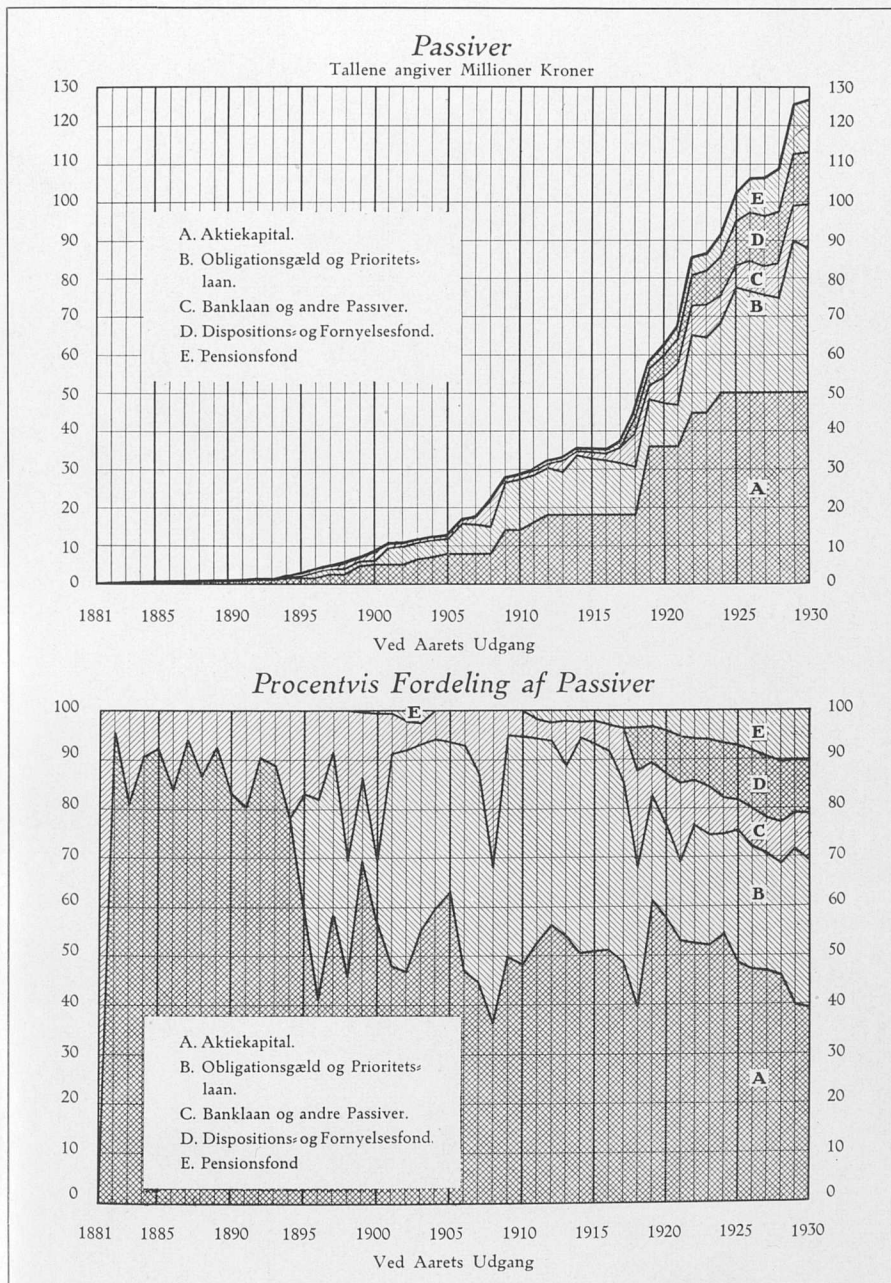 Passiver
Tallene angiver Millioner Kroner
130 130
120 120
110 110
100 100
90 90
80 80
70 70
60 60
50 50
40 40
30 30
20 20
10 10
0 0
A. Aktiekapital.
B. Obligationsgæld og Prioritets⸗
laan.
C. Banklaan og andre Passiver.
D. Dispositions⸗ og Fornyelsesfond.
E. Pensionsfond
E
D
C
B
A
1881 1885 1890 1895 1900 1905 1910 1915 1920 1925 1930
Ved Aarets Udgang
Procentvis Fordeling af Passiver
100 100
90 90
80 80
70 70
60 60
50 50
40 40
30 30
20 20
10 10
0 0
E
E
D
C
B
A
A. Aktiekapital.
B. Obligationsgæld og Prioritets⸗
laan.
C. Banklaan og andre Passiver.
D. Dispositions⸗ og Fornyelsesfond.
E. Pensionsfond
1881 1885 1890 1895 1900 1905 1910 1915 1920 1925 1930
Ved Aarets Udgang